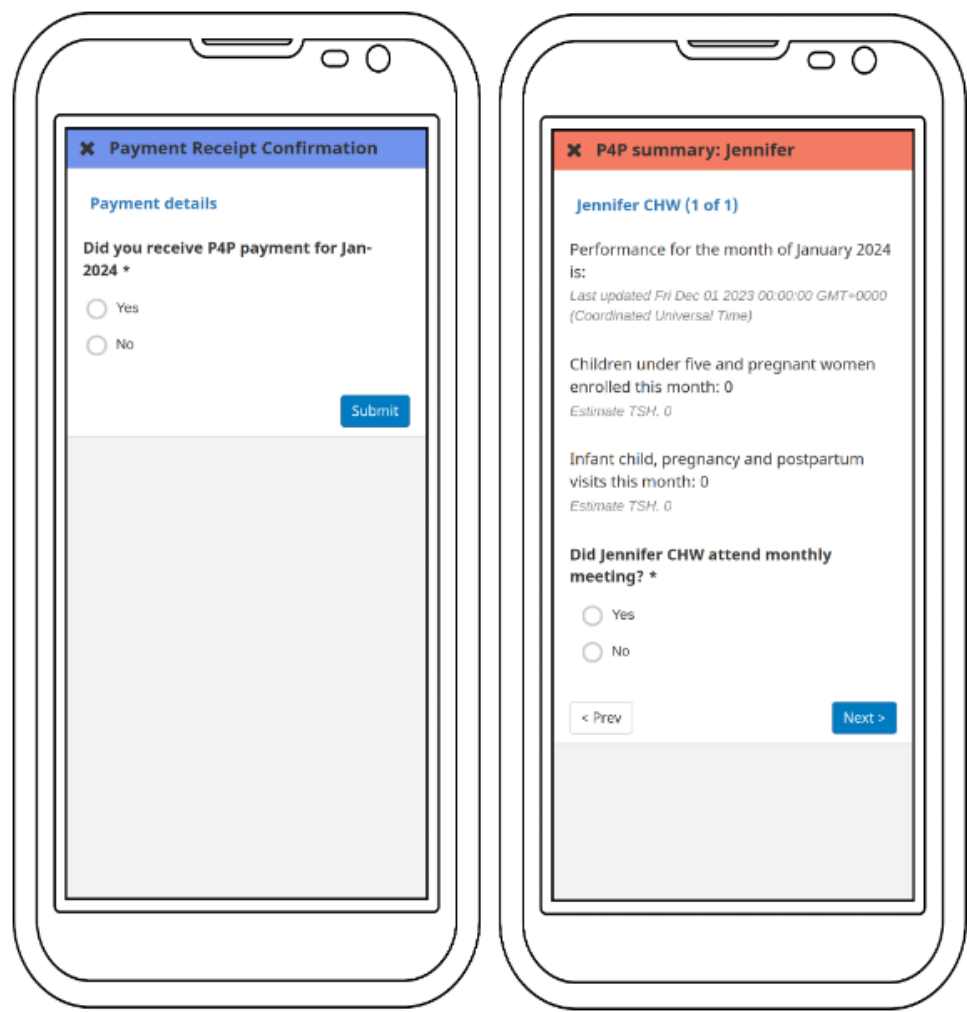 ✖ Payment Receipt Confirmation
Payment details
Did you receive P4P payment for Jan-
2024 *
Yes
No
Submit
✖ P4P summary: Jennifer
Jennifer CHW (1 of 1)
Performance for the month of January 2024
is:
Last updated Fri Dec 01 2023 00:00:00 GMT+0000
(Coordinated Universal Time)
Children under five and pregnant women
enrolled this month: 0
Estimate TSH. 0
Infant child, pregnancy and postpartum
visits this month: 0
Estimate TSH. 0
Did Jennifer CHW attend monthly
meeting? *
Yes
No
< Prev
Next >